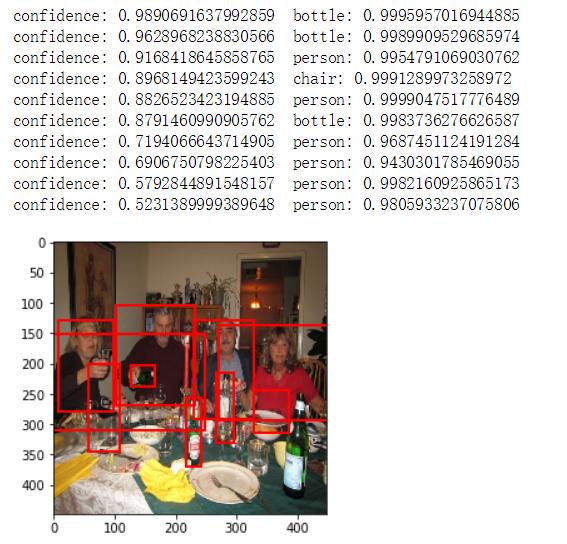 confidence: 0.9890691637992859 bottle: 0.9995957016944885
confidence: 0.9628968238830566 bottle: 0.9989909529685974
confidence: 0.9168418645858765 person: 0.9954791069030762
confidence: 0.8968149423599243 chair: 0.9991289973258972
confidence: 0.8826523423194885 person: 0.9999047517776489
confidence: 0.8791460990905762 bottle: 0.9983736276626587
confidence: 0.7194066643714905 person: 0.9687451124191284
confidence: 0.6906750798225403 person: 0.9430301785469055
confidence: 0.5792844891548157 person: 0.9982160925865173
confidence: 0.5231389999389648 person: 0.9805933237075806
0
50
100
150
200
250
300
350
400
0 100 200 300 400